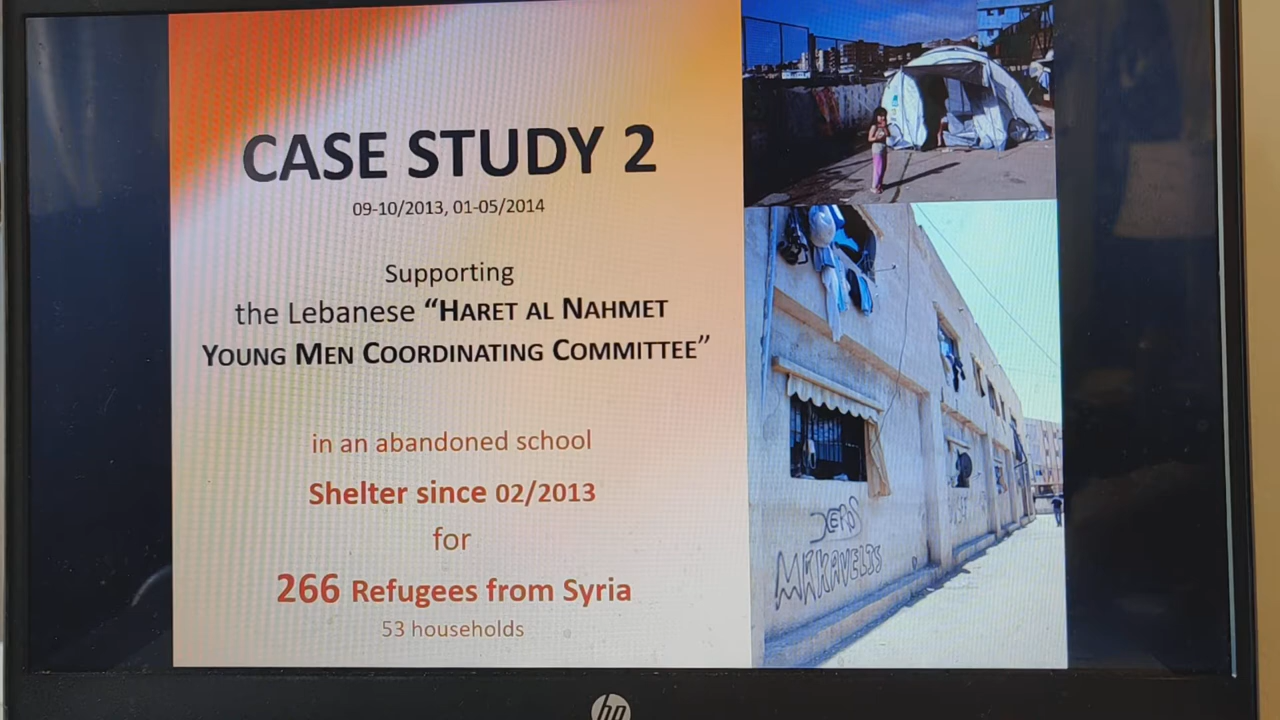 CASE STUDY 2
09-10/2013, 01-05/2014
Supporting
the Lebanese “HARET AL NAHMET
YOUNG MEN COORDINATING COMMITTEE”
in an abandoned school
Shelter since 02/2013
for
266 Refugees from Syria
53 households
MAKAVELIS
hp